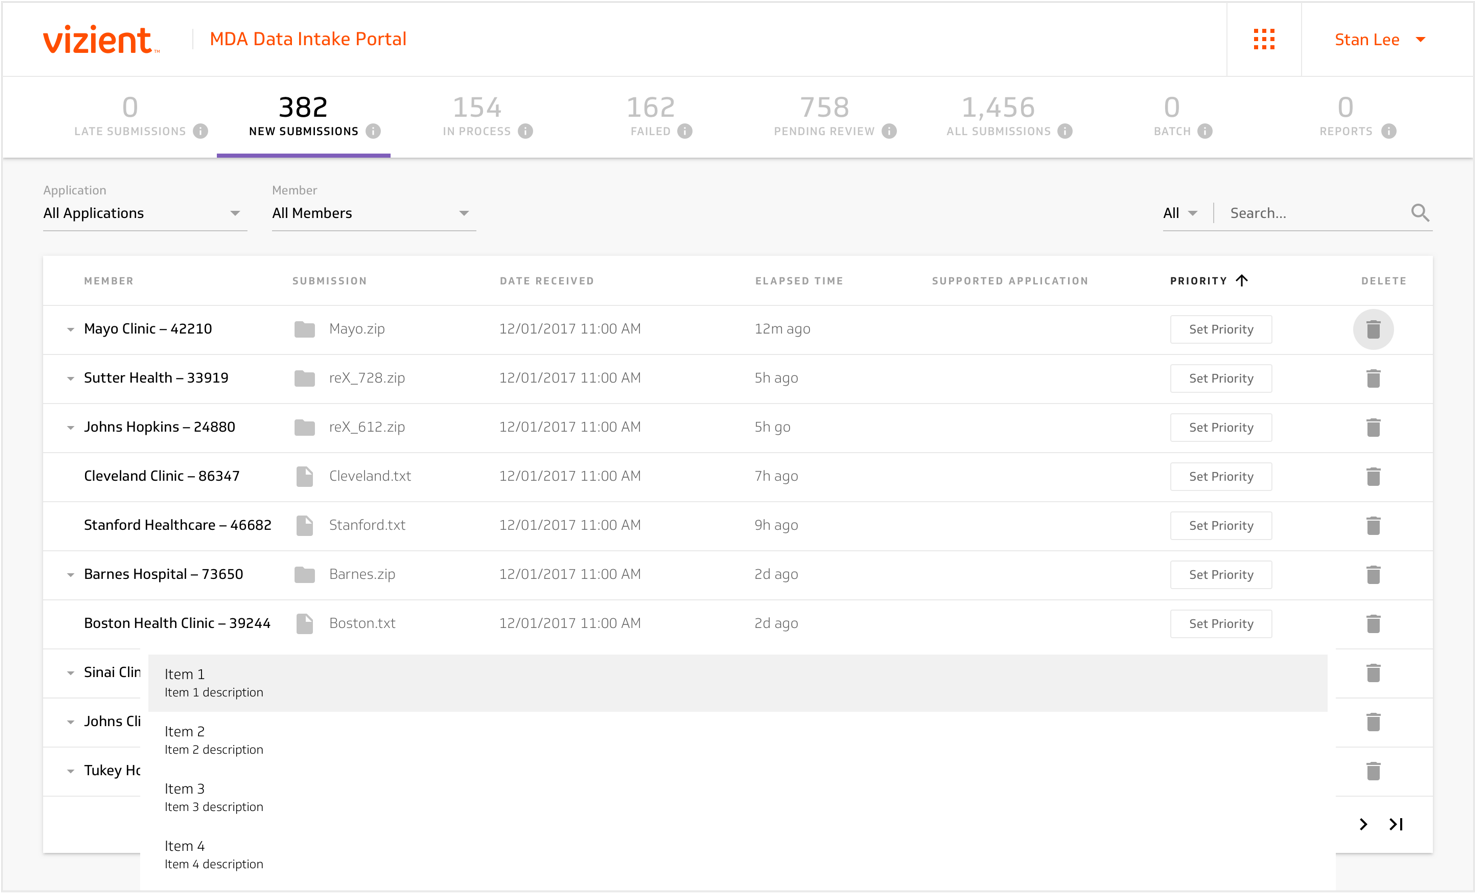 vizient™ MDA Data Intake Portal Stan Lee
0 382 154 162 758 1,456 0 0
LATE SUBMISSIONS NEW SUBMISSIONS IN PROCESS FAILED PENDING REVIEW ALL SUBMISSIONS BATCH REPORTS
Application Member
All Applications All Members All Search...
MEMBER SUBMISSION DATE RECEIVED ELAPSED TIME SUPPORTED APPLICATION PRIORITY DELETE
Mayo Clinic – 42210 Mayo.zip 12/01/2017 11:00 AM 12m ago Set Priority
Sutter Health – 33919 reX_728.zip 12/01/2017 11:00 AM 5h ago Set Priority
Johns Hopkins – 24880 reX_612.zip 12/01/2017 11:00 AM 5h go Set Priority
Cleveland Clinic – 86347 Cleveland.txt 12/01/2017 11:00 AM 7h ago Set Priority
Stanford Healthcare – 46682 Stanford.txt 12/01/2017 11:00 AM 9h ago Set Priority
Barnes Hospital – 73650 Barnes.zip 12/01/2017 11:00 AM 2d ago Set Priority
Boston Health Clinic – 39244 Boston.txt 12/01/2017 11:00 AM 2d ago Set Priority
Sinai Clin
Item 1
Item 1 description
Johns Cli
Item 2
Item 2 description
Tukey Ho
Item 3
Item 3 description
Item 4
Item 4 description